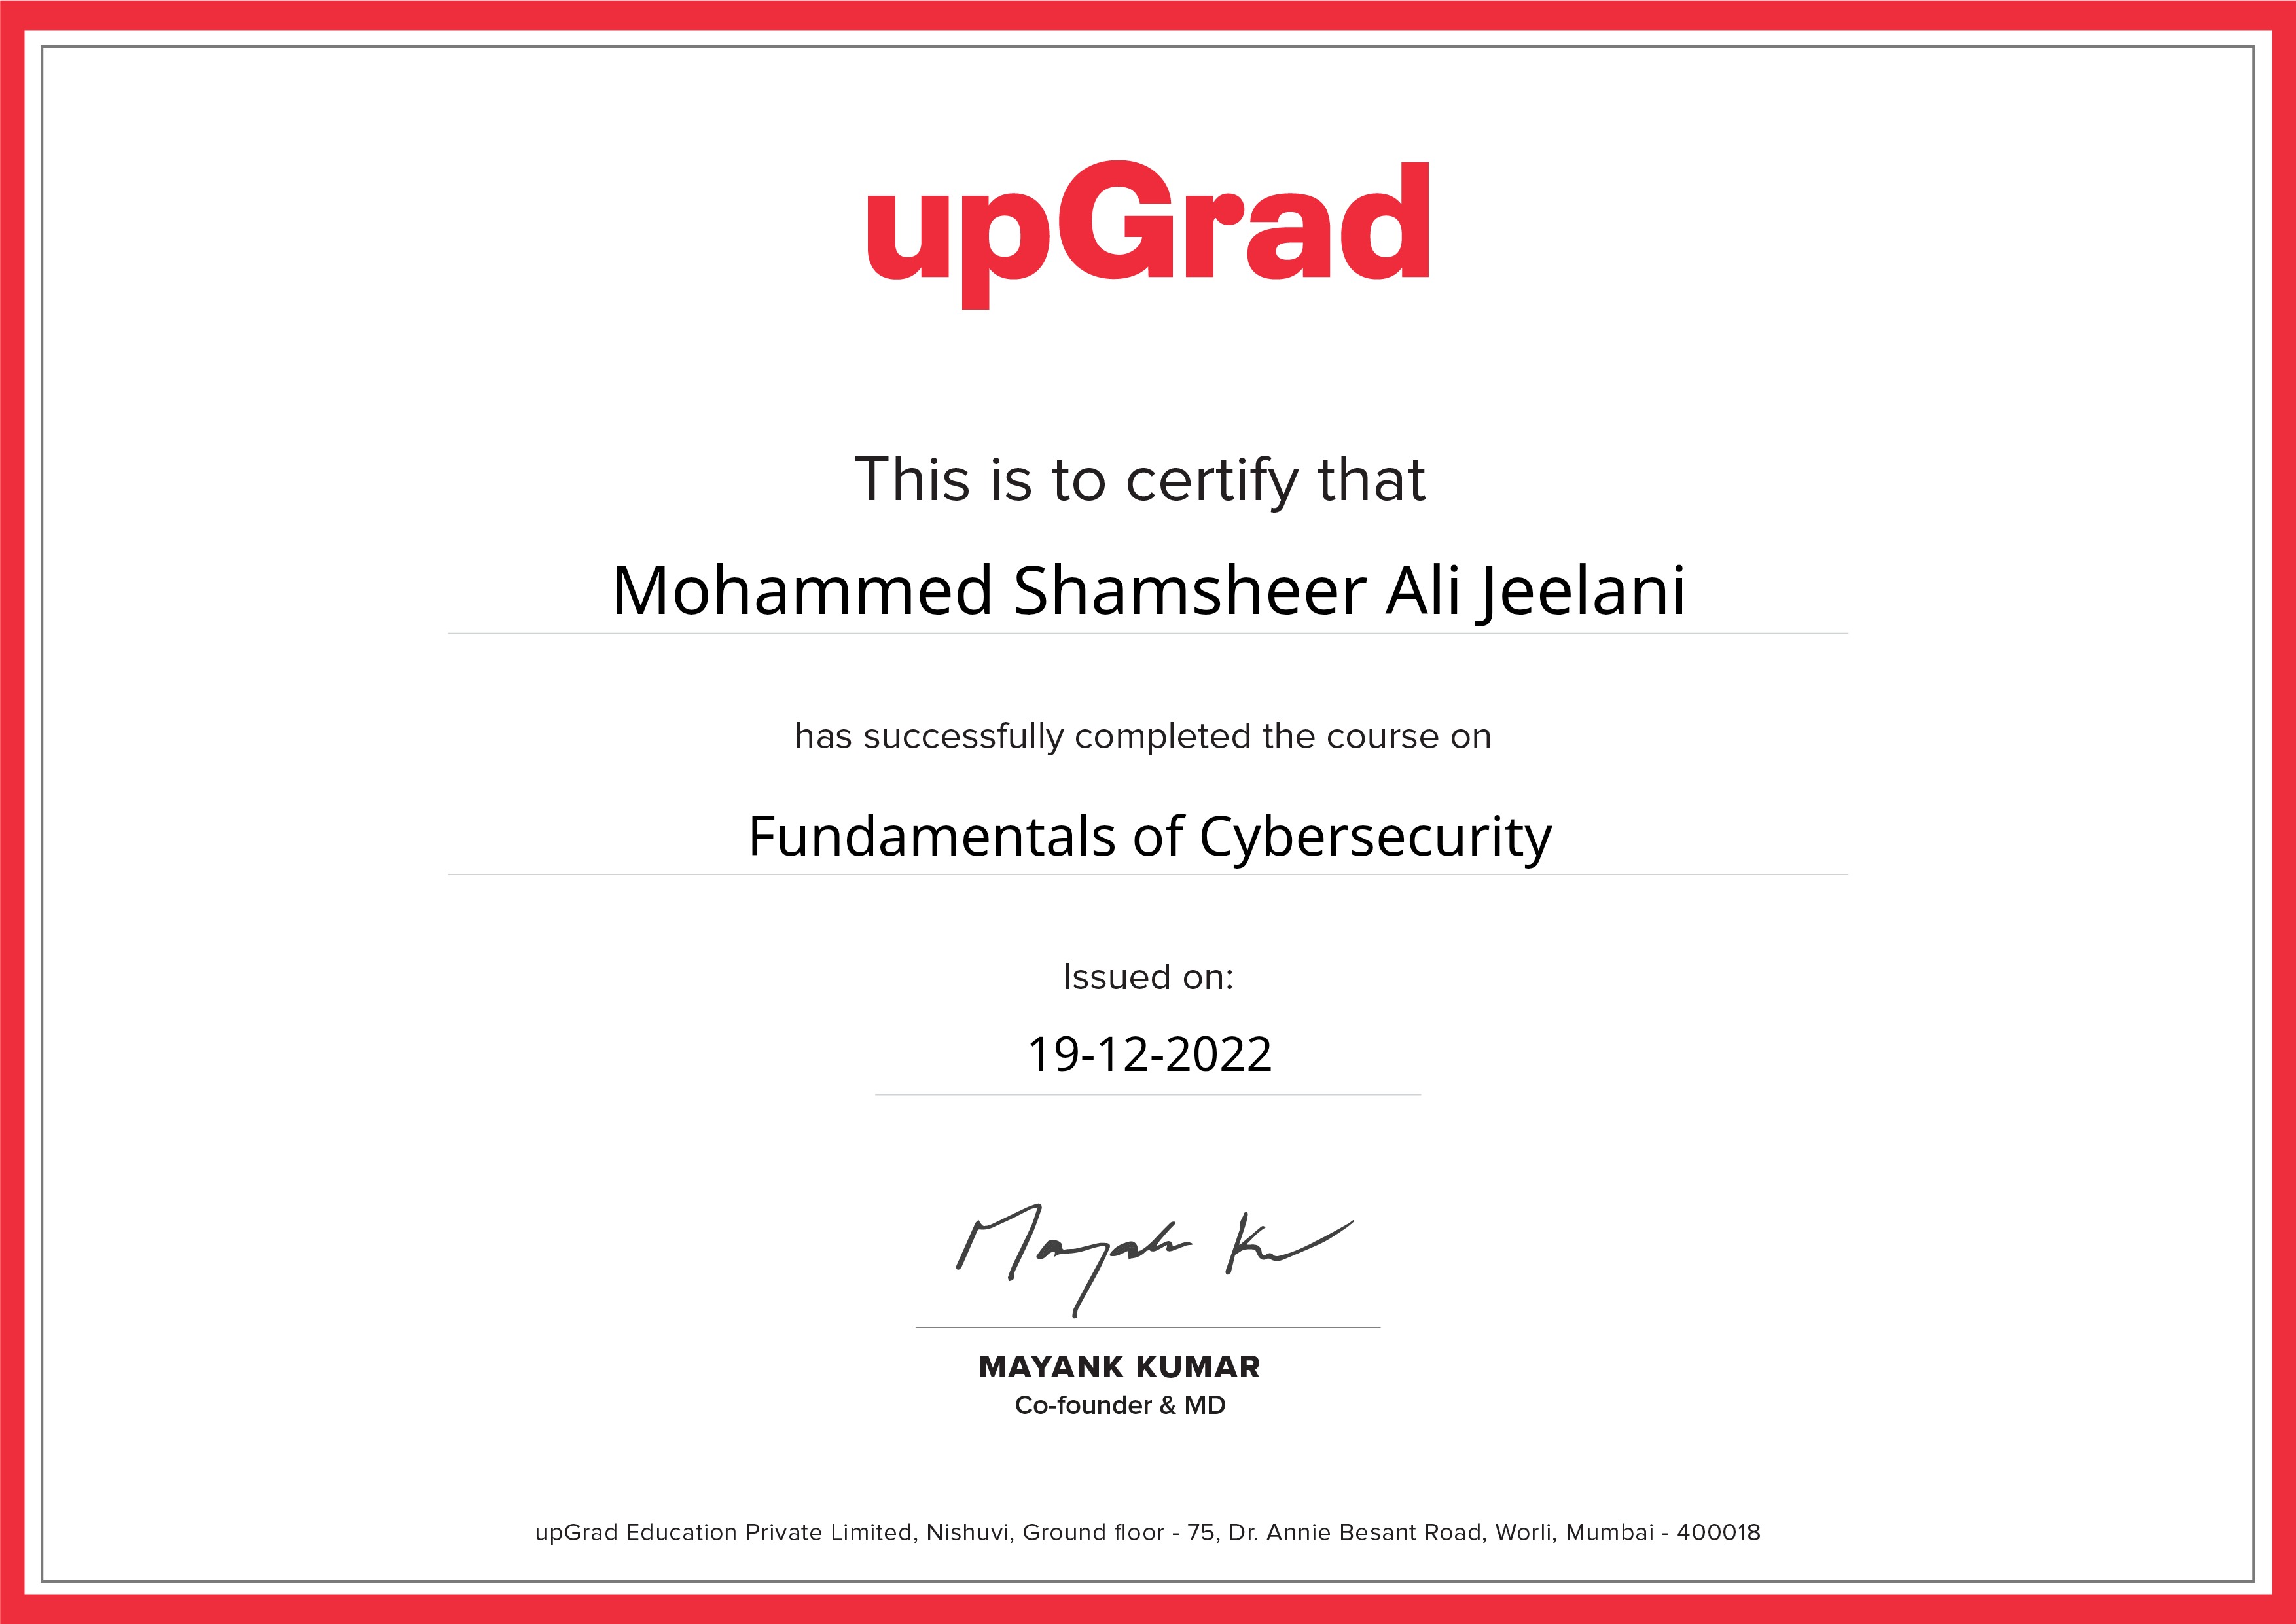 upGrad
This is to certify that
Mohammed Shamsheer Ali Jeelani
has successfully completed the course on
Fundamentals of Cybersecurity
Issued on:
19-12-2022
Mayank Ku
MAYANK KUMAR
Co-founder & MD
upGrad Education Private Limited, Nishuvi, Ground floor - 75, Dr. Annie Besant Road, Worli, Mumbai - 400018